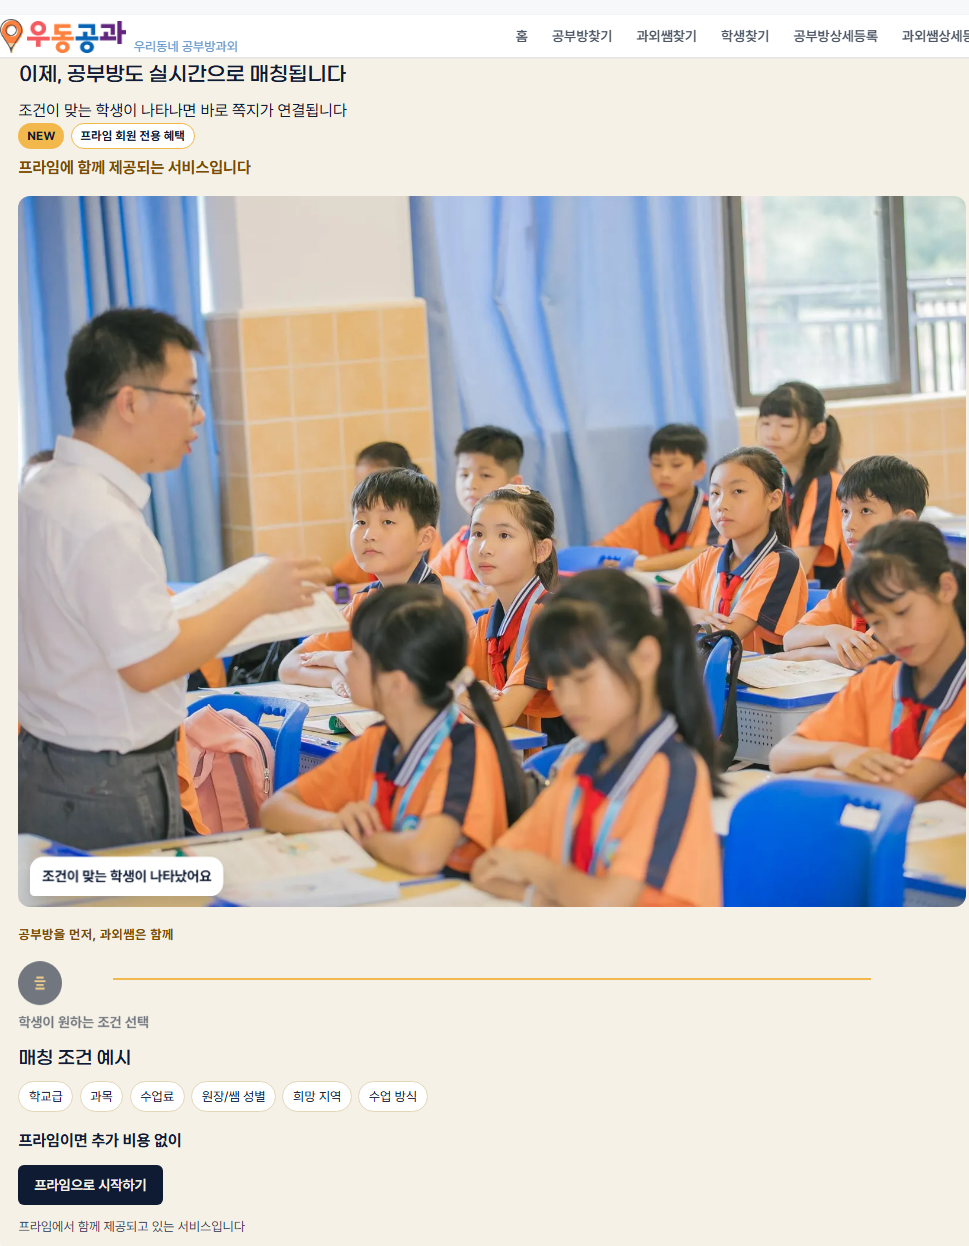 우동공과 우리동네 공부방과외
홈 공부방찾기 과외쌤찾기 학생찾기 공부방상세등록 과외쌤상세등
이제, 공부방도 실시간으로 매칭됩니다
조건이 맞는 학생이 나타나면 바로 쪽지가 연결됩니다
NEW 프라임 회원 전용 혜택
프라임에 함께 제공되는 서비스입니다
조건이 맞는 학생이 나타났어요
공부방을 먼저, 과외쌤은 함께
학생이 원하는 조건 선택
매칭 조건 예시
학교급 과목 수업료 원장/쌤 성별 희망 지역 수업 방식
프라임이면 추가 비용 없이
프라임으로 시작하기
프라임에서 함께 제공되고 있는 서비스입니다